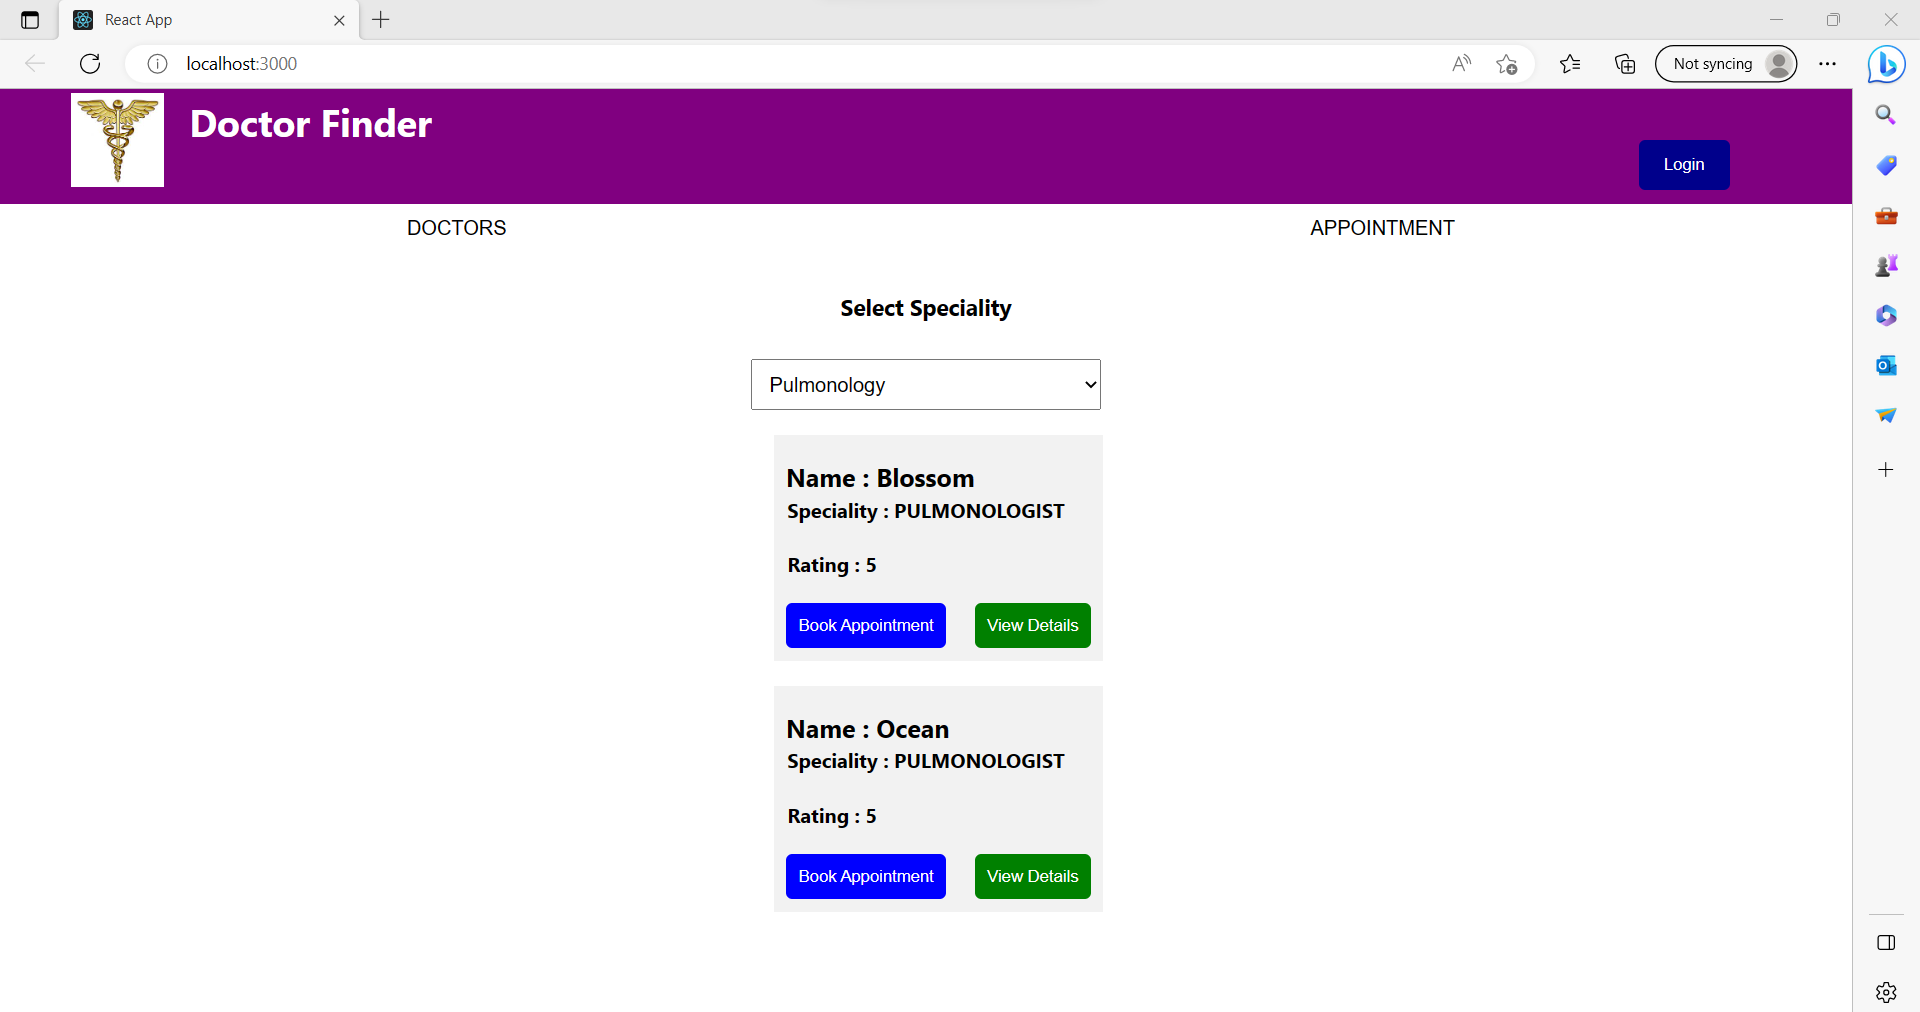 React App
localhost:3000
Not syncing
Doctor Finder
Login
DOCTORS
APPOINTMENT
Select Speciality
Pulmonology
Name : Blossom
Speciality : PULMONOLOGIST
Rating : 5
Book Appointment
View Details
Name : Ocean
Speciality : PULMONOLOGIST
Rating : 5
Book Appointment
View Details